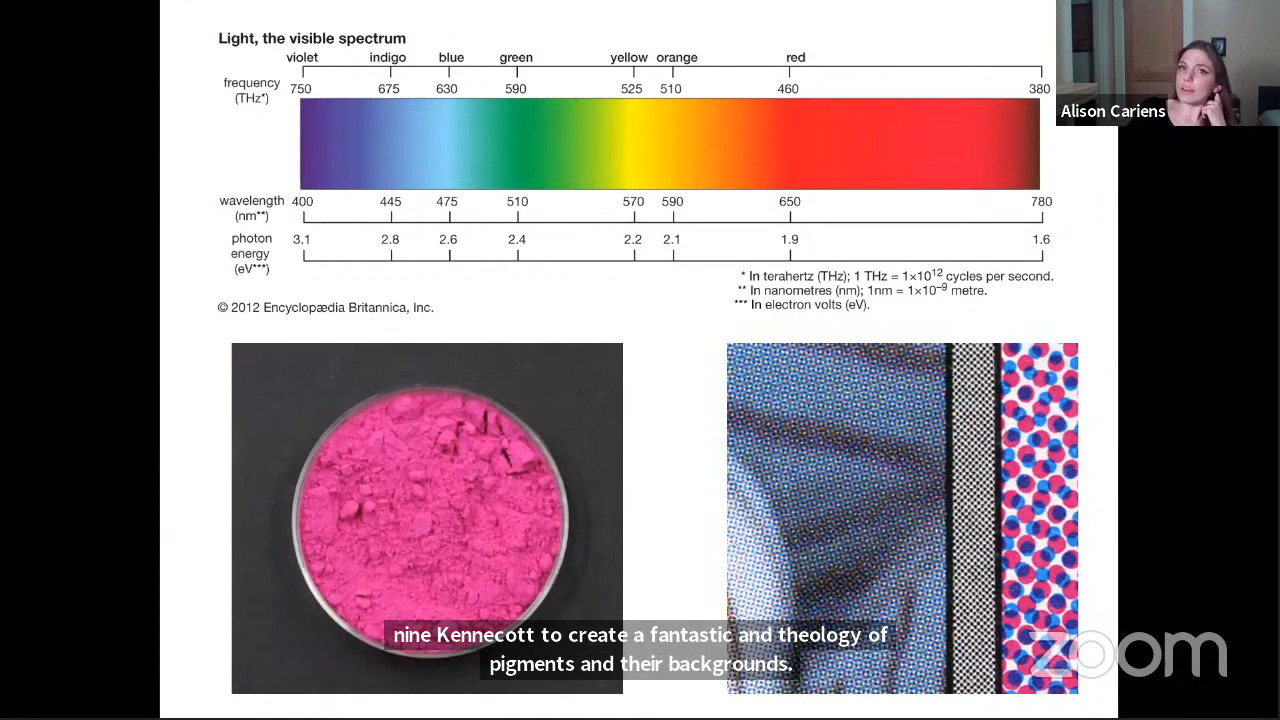 Light, the visible spectrum
violet indigo blue green yellow orange red
frequency (THz*) 750 675 630 590 525 510 460 380
Alison Cariens
wavelength (nm**) 400 445 475 510 570 590 650 780
photon energy (eV***) 3.1 2.8 2.6 2.4 2.2 2.1 1.9 1.6
* In terahertz (THz); 1 THz = 1×10¹² cycles per second.
** In nanometres (nm); 1nm = 1×10⁻⁹ metre.
*** In electron volts (eV).
© 2012 Encyclopædia Britannica, Inc.
nine Kennecott to create a fantastic and theology of
pigments and their backgrounds.
zoom